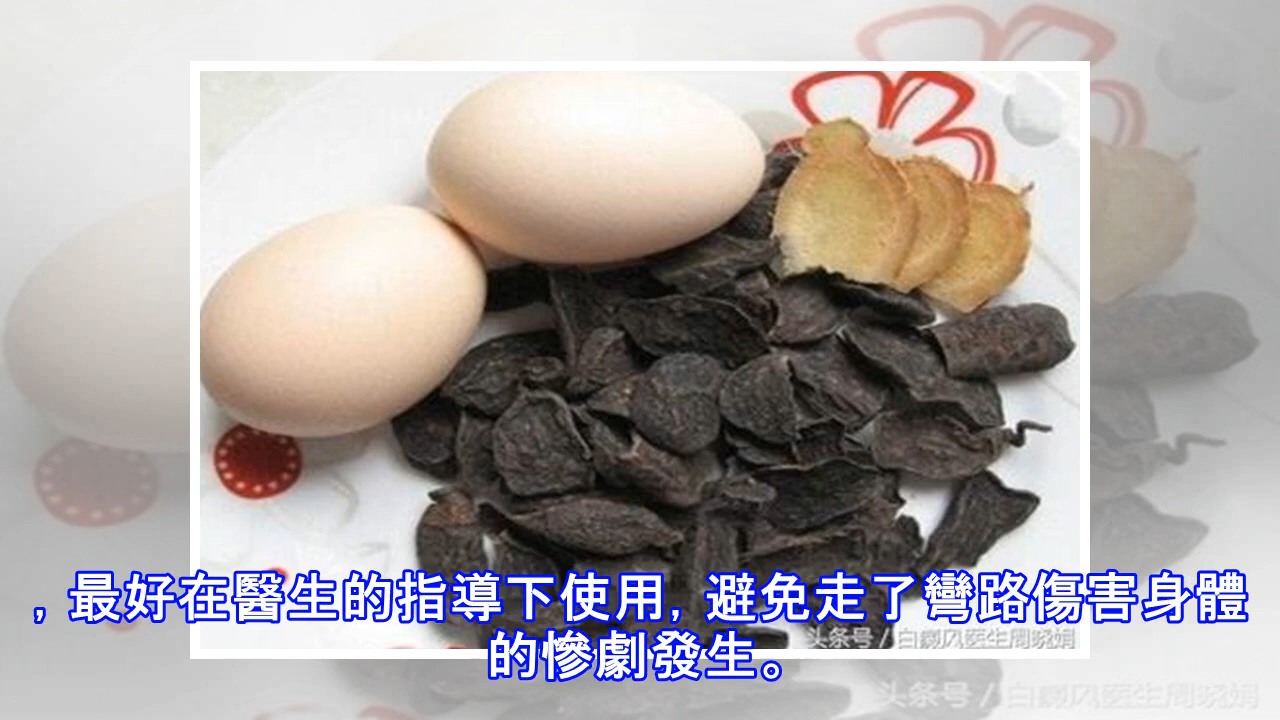 ，最好在醫生的指導下使用，避免走了彎路傷害身體
的慘劇發生。
头条号 / 白癜风医生周晓娟
头条号 / 白癜风医生周晓娟